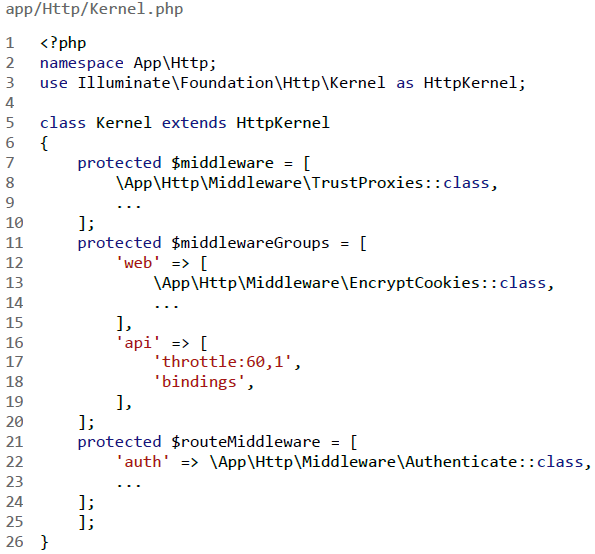 app/Http/Kernel.php
1 <?php
2 namespace App\Http;
3 use Illuminate\Foundation\Http\Kernel as HttpKernel;
4
5 class Kernel extends HttpKernel
6 {
7     protected $middleware = [
8         \App\Http\Middleware\TrustProxies::class,
9         ...
10     ];
11     protected $middlewareGroups = [
12         'web' => [
13             \App\Http\Middleware\EncryptCookies::class,
14             ...
15         ],
16         'api' => [
17             'throttle:60,1',
18             'bindings',
19         ],
20     ];
21     protected $routeMiddleware = [
22         'auth' => \App\Http\Middleware\Authenticate::class,
23         ...
24     ];
25     ];
26 }